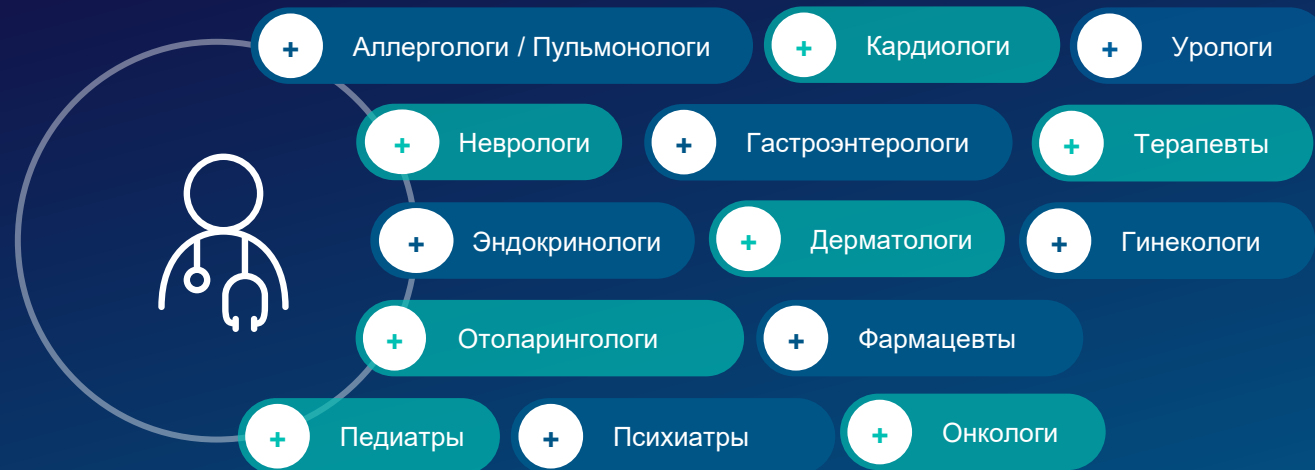 + Аллергологи / Пульмонологи + Кардиологи + Урологи
+ Неврологи + Гастроэнтерологи + Терапевты
+ Эндокринологи + Дерматологи + Гинекологи
+ Отоларингологи + Фармацевты
+ Педиатры + Психиатры + Онкологи